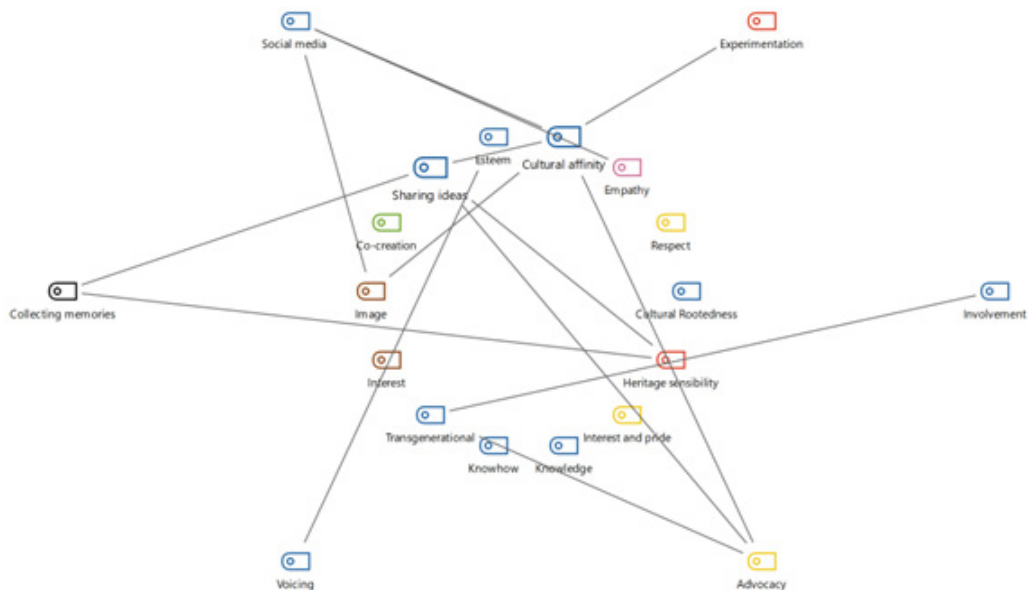 Social media
Experimentation
Esteem
Cultural affinity
Sharing ideas
Empathy
Co-creation
Respect
Collecting memories
Image
Cultural Rootedness
Involvement
Interest
Heritage sensibility
Transgenerational
Interest and pride
Knowhow
Knowledge
Voicing
Advocacy